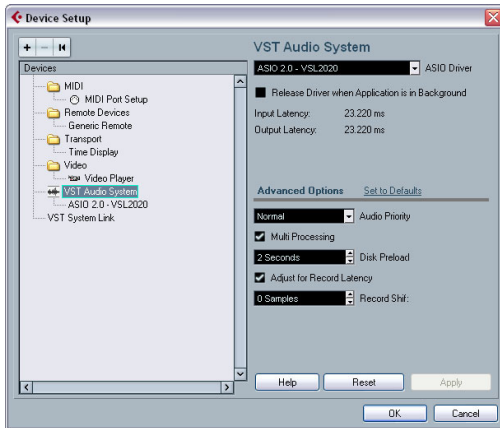 Device Setup
Devices
MIDI
MIDI Port Setup
Remote Devices
Generic Remote
Transport
Time Display
Video
Video Player
VST Audio System
ASIO 2.0 - VSL2020
VST System Link
VST Audio System
ASIO 2.0 - VSL2020 ASIO Driver
Release Driver when Application is in Background
Input Latency: 23.220 ms
Output Latency: 23.220 ms
Advanced Options Set to Defaults
Normal Audio Priority
Multi Processing
2 Seconds Disk Preload
Adjust for Record Latency
0 Samples Record Shif:
Help Reset Apply
OK Cancel